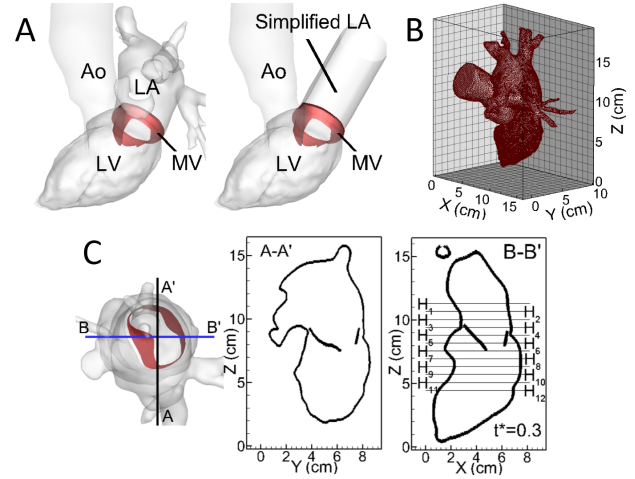 A
Ao
LA
LV
MV
Simplified LA
Ao
LV
MV
B
15
10
5
0
Z (cm)
0
5
10
15
X (cm)
0
5
10
Y (cm)
C
A'
B
B'
A
A-A'
15
10
5
0
Z (cm)
0 2 4 6 8
Y (cm)
B-B'
15
10
5
0
Z (cm)
H1
H2
H3
H4
H5
H6
H7
H8
H9
H10
H11
H12
t*=0.3
0 2 4 6 8
X (cm)